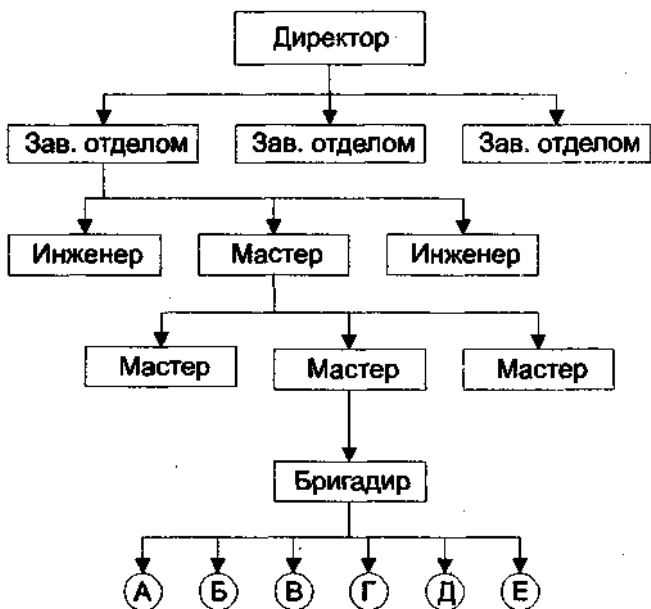 Директор
Зав. отделом Зав. отделом Зав. отделом
Инженер Мастер Инженер
Мастер Мастер Мастер
Бригадир
А Б В Г Д Е